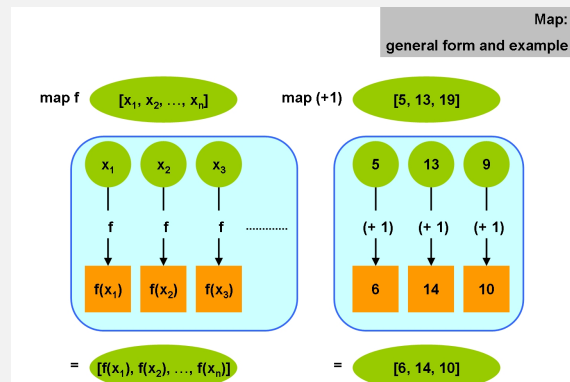 Map:
general form and example
map f [x₁, x₂, ..., xₙ] map (+1) [5, 13, 19]
x₁ x₂ x₃ 5 13 9
f f f ............. (+ 1) (+ 1) (+ 1)
f(x₁) f(x₂) f(x₃) 6 14 10
= [f(x₁), f(x₂), ..., f(xₙ)] = [6, 14, 10]